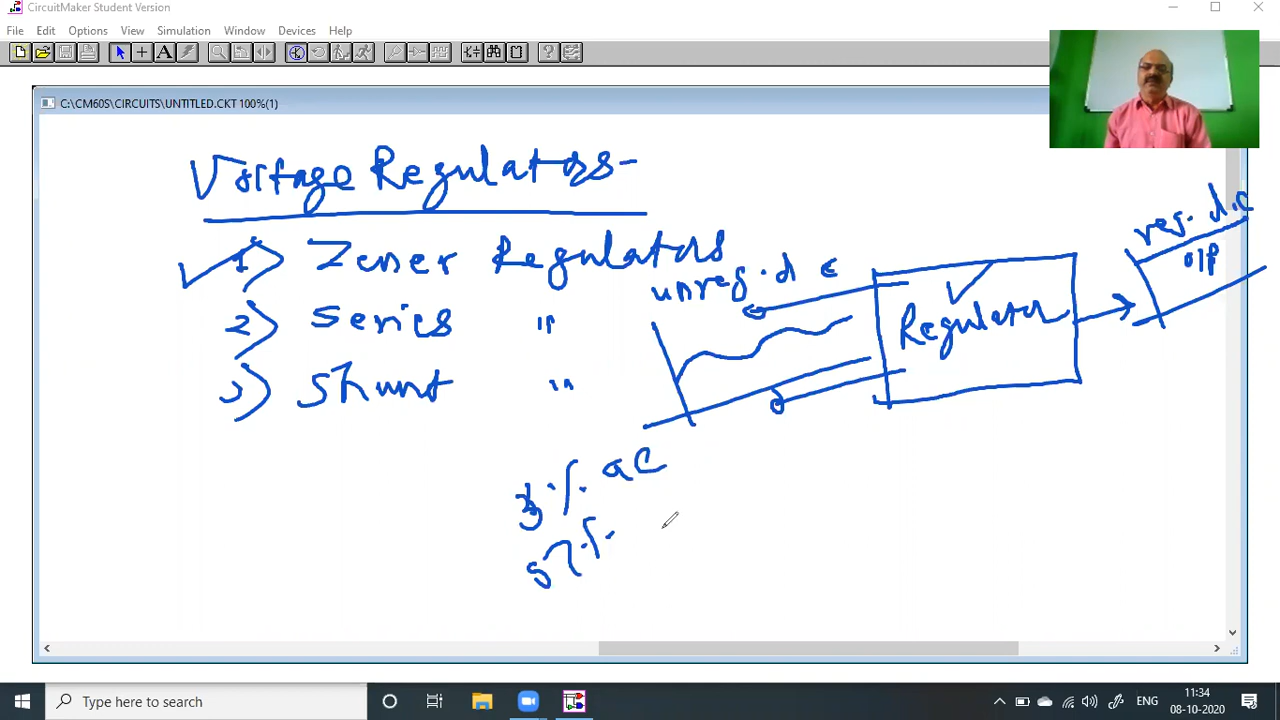 CircuitMaker Student Version
File Edit Options View Simulation Window Devices Help
C:\CM60S\CIRCUITS\UNTITLED.CKT 100%(1)
Voltage Regulators-
1) Zener Regulators
2) Series "
3) Shunt "
unreg. d c
Regulator
reg. d.c
o/p
3 % ac
97%
Type here to search
ENG
11:34
08-10-2020